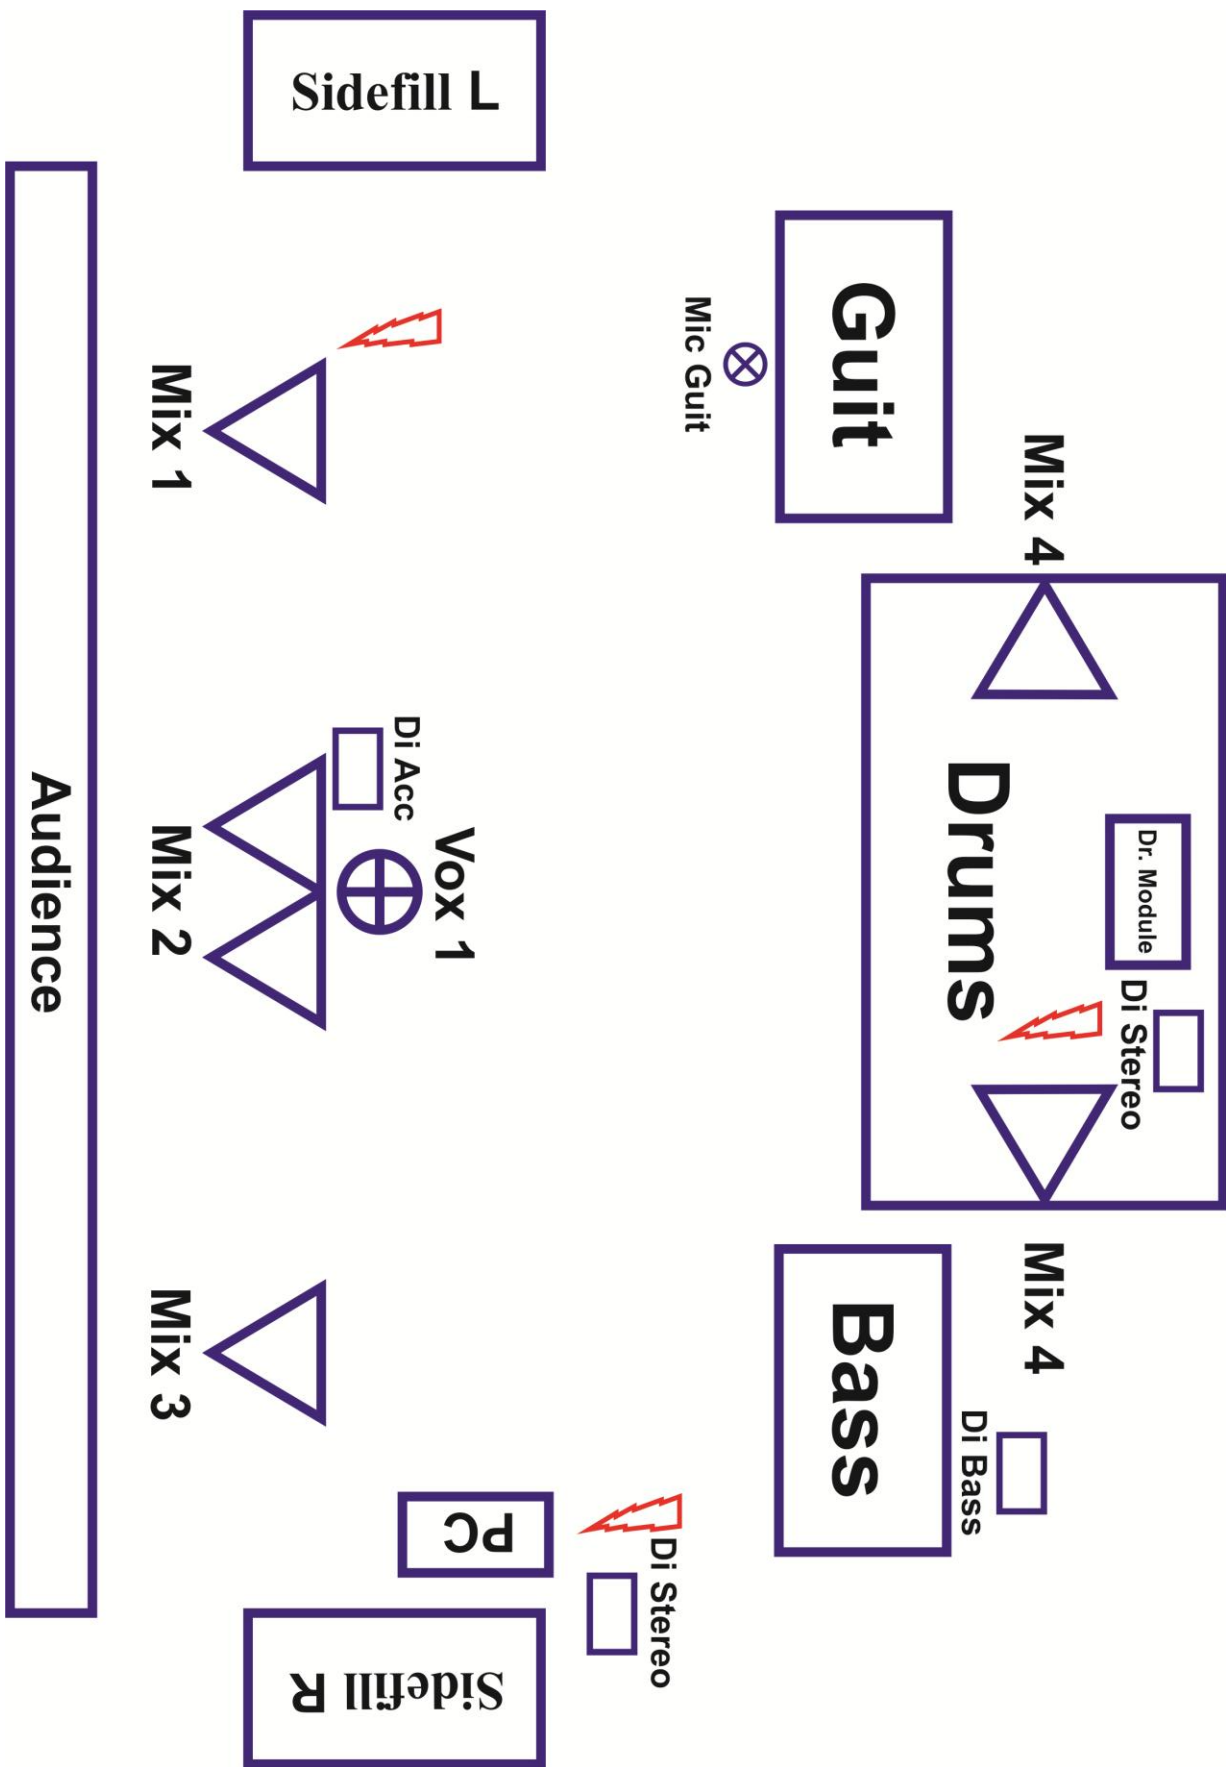 Mix 4
Mix 4
Dr. Module
Di Stereo
Drums
Di Bass
Guit
Bass
Mic Guit
Di Stereo
PC
Vox 1
Di Acc
Sidefill L
Sidefill R
Mix 1
Mix 2
Mix 3
Audience